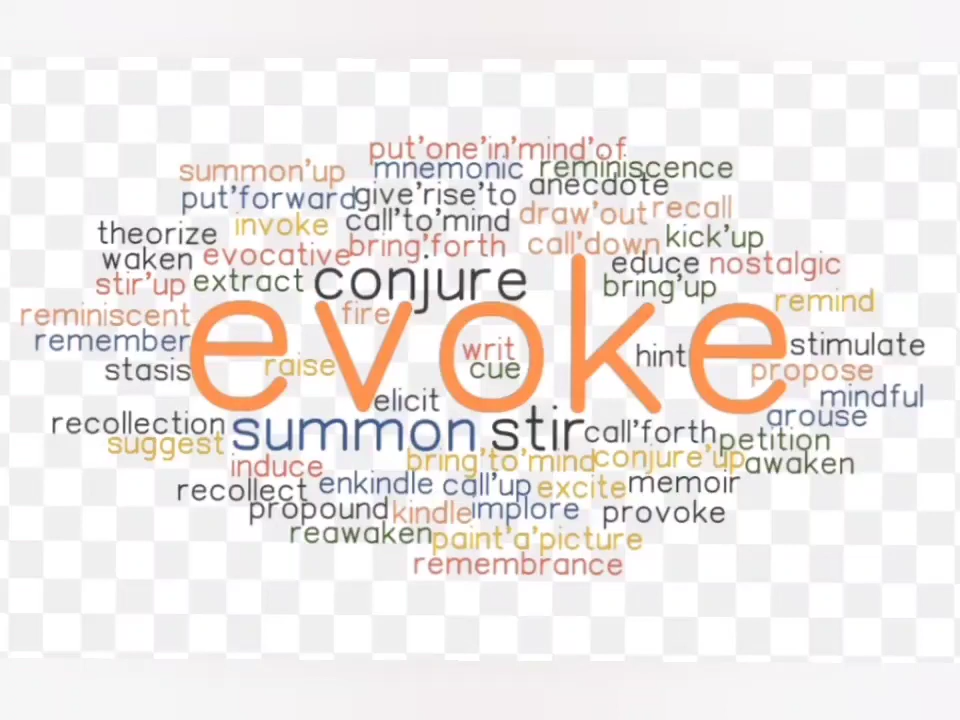 put'one'in'mind'of
summon'up mnemonic reminiscence
put'forward give'rise'to anecdote
theorize invoke call'to'mind draw'out recall
waken evocative bring'forth call'down kick'up
stir'up extract conjure educe nostalgic
bring'up
reminiscent fire remind
remember evoke writ hint stimulate
stasis raise cue propose
elicit mindful
recollection summon stir call'forth arouse
suggest bring'to'mind conjure'up petition
induce awaken
recollect enkindle call'up excite memoir
propound kindle implore provoke
reawaken paint'a'picture
remembrance